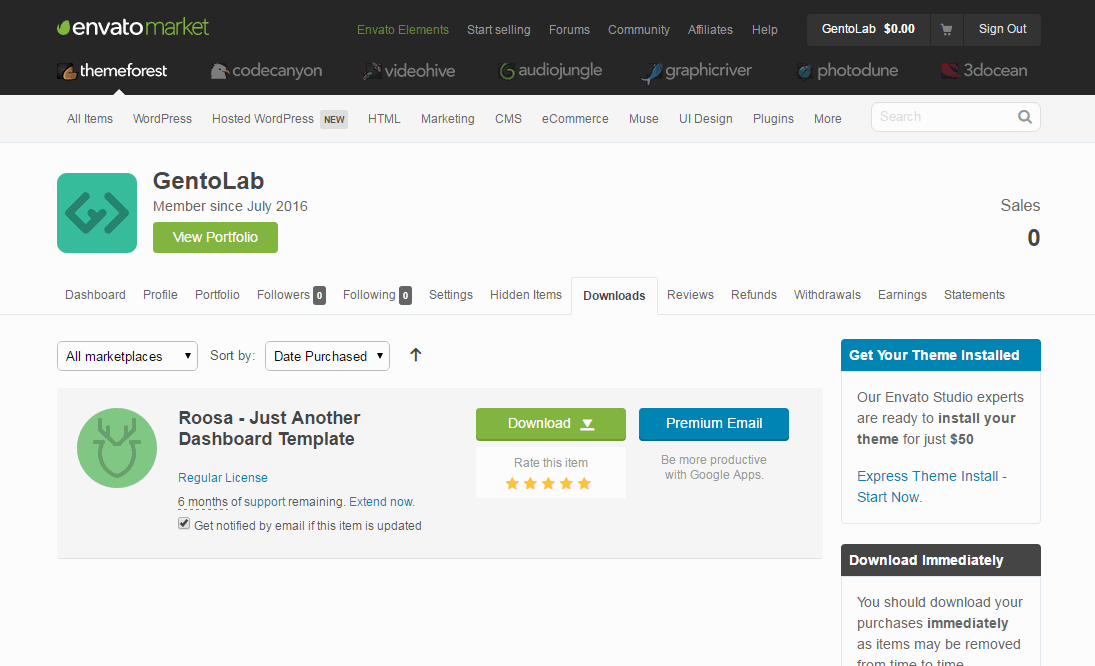 envatomarket
Envato Elements Start selling Forums Community Affiliates Help GentoLab $0.00 Sign Out
themeforest codecanyon videohive audiojungle graphicriver photodune 3docean
All Items WordPress Hosted WordPress NEW HTML Marketing CMS eCommerce Muse UI Design Plugins More Search
GentoLab
Member since July 2016
View Portfolio
Sales
0
Dashboard Profile Portfolio Followers 0 Following 0 Settings Hidden Items Downloads Reviews Refunds Withdrawals Earnings Statements
All marketplaces Sort by: Date Purchased
Roosa - Just Another
Dashboard Template
Regular License
6 months of support remaining. Extend now.
Get notified by email if this item is updated
Download
Rate this item
Premium Email
Be more productive
with Google Apps.
Get Your Theme Installed
Our Envato Studio experts
are ready to install your
theme for just $50
Express Theme Install -
Start Now.
Download Immediately
You should download your
purchases immediately
as items may be removed
from time to time.